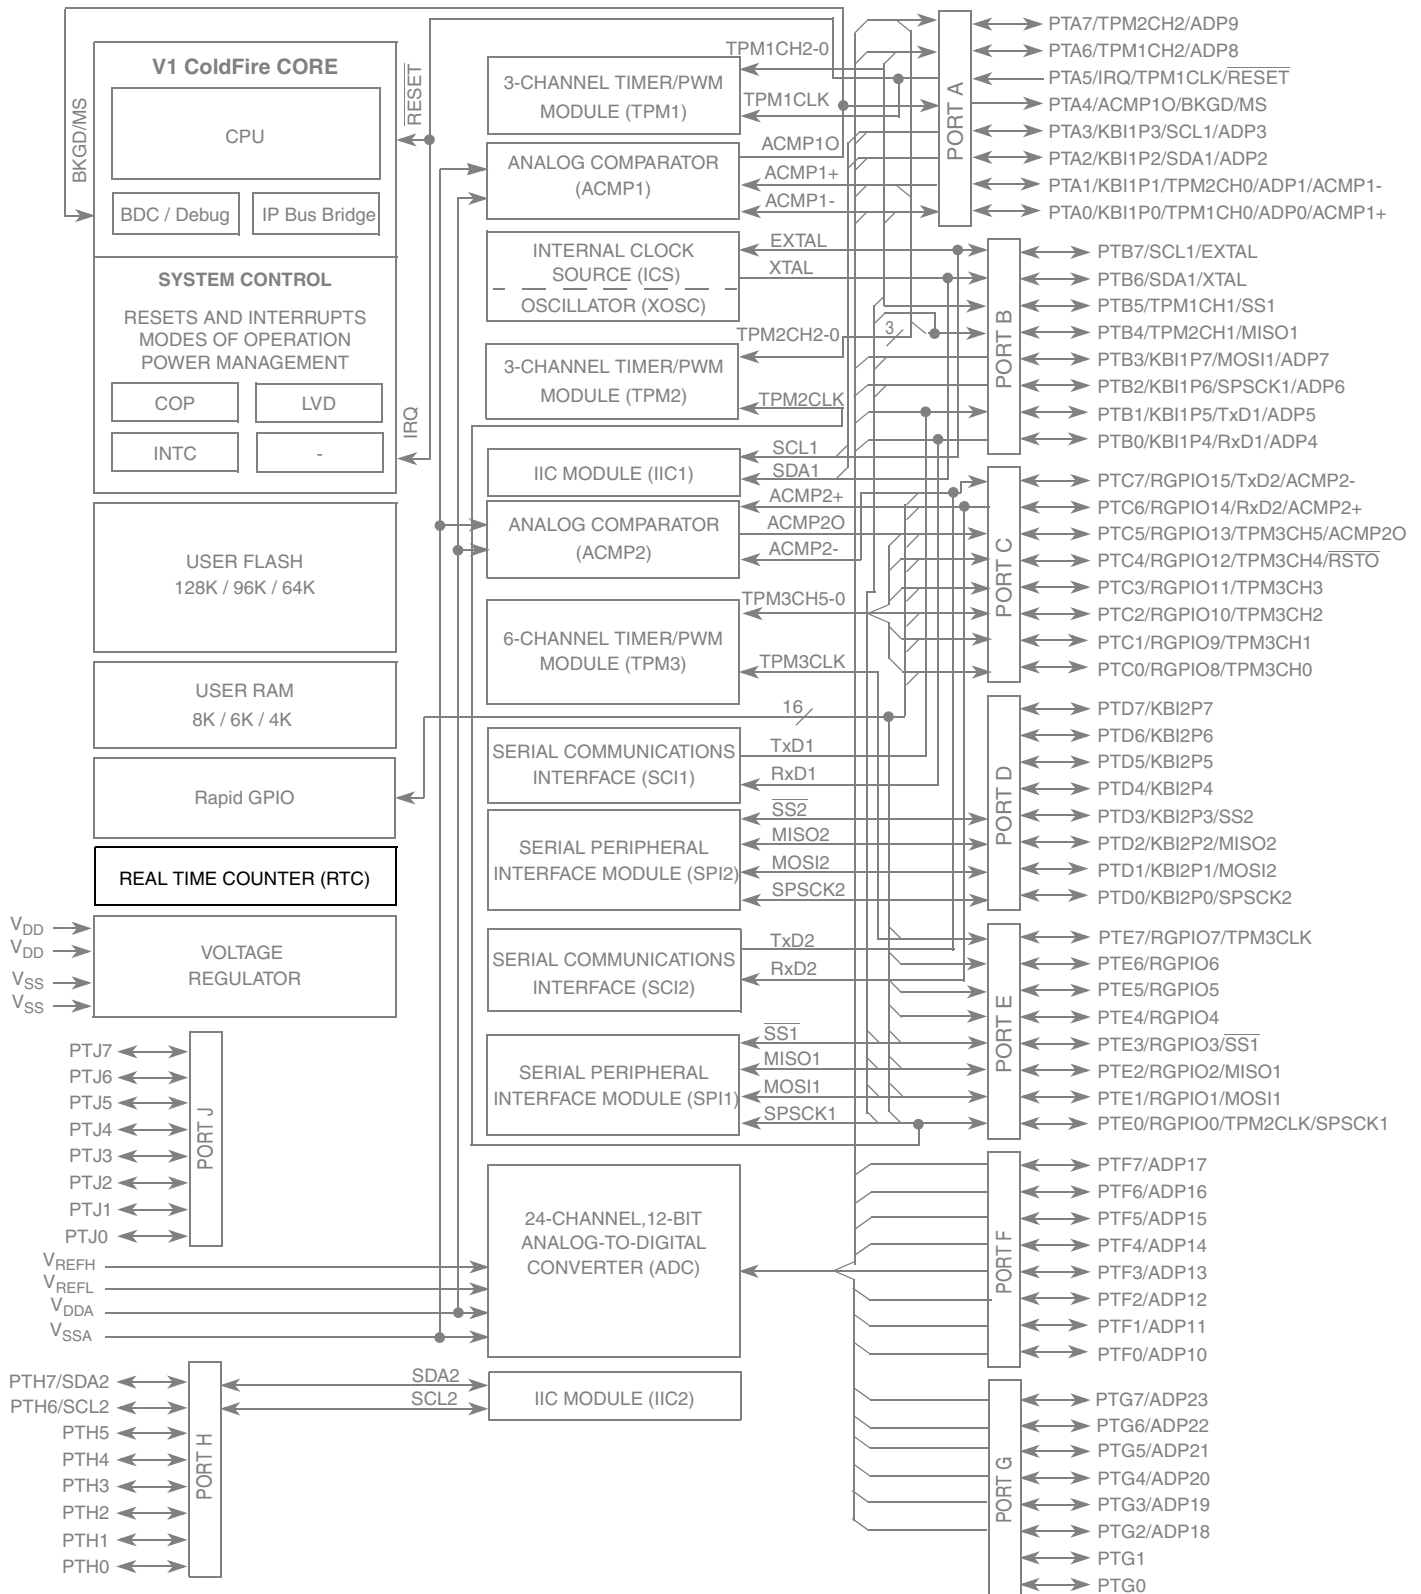 V1 ColdFire CORE
CPU
BDC / Debug
IP Bus Bridge
SYSTEM CONTROL
RESETS AND INTERRUPTS
MODES OF OPERATION
POWER MANAGEMENT
COP
LVD
INTC
-
BKGD/MS
RESET
IRQ
USER FLASH
128K / 96K / 64K
USER RAM
8K / 6K / 4K
Rapid GPIO
REAL TIME COUNTER (RTC)
VDD
VDD
VSS
VSS
VOLTAGE
REGULATOR
PTJ7
PTJ6
PTJ5
PTJ4
PTJ3
PTJ2
PTJ1
PTJ0
PORT J
VREFH
VREFL
VDDA
VSSA
PTH7/SDA2
PTH6/SCL2
PTH5
PTH4
PTH3
PTH2
PTH1
PTH0
PORT H
3-CHANNEL TIMER/PWM
MODULE (TPM1)
TPM1CH2-0
TPM1CLK
ANALOG COMPARATOR
(ACMP1)
ACMP1O
ACMP1+
ACMP1-
INTERNAL CLOCK
SOURCE (ICS)
OSCILLATOR (XOSC)
EXTAL
XTAL
3-CHANNEL TIMER/PWM
MODULE (TPM2)
TPM2CH2-0
3
TPM2CLK
IIC MODULE (IIC1)
SCL1
SDA1
ANALOG COMPARATOR
(ACMP2)
ACMP2+
ACMP2O
ACMP2-
6-CHANNEL TIMER/PWM
MODULE (TPM3)
TPM3CH5-0
TPM3CLK
16
SERIAL COMMUNICATIONS
INTERFACE (SCI1)
TxD1
RxD1
SERIAL PERIPHERAL
INTERFACE MODULE (SPI2)
SS2
MISO2
MOSI2
SPSCK2
SERIAL COMMUNICATIONS
INTERFACE (SCI2)
TxD2
RxD2
SERIAL PERIPHERAL
INTERFACE MODULE (SPI1)
SS1
MISO1
MOSI1
SPSCK1
24-CHANNEL,12-BIT
ANALOG-TO-DIGITAL
CONVERTER (ADC)
IIC MODULE (IIC2)
SDA2
SCL2
PORT A
PTA7/TPM2CH2/ADP9
PTA6/TPM1CH2/ADP8
PTA5/IRQ/TPM1CLK/RESET
PTA4/ACMP1O/BKGD/MS
PTA3/KBI1P3/SCL1/ADP3
PTA2/KBI1P2/SDA1/ADP2
PTA1/KBI1P1/TPM2CH0/ADP1/ACMP1-
PTA0/KBI1P0/TPM1CH0/ADP0/ACMP1+
PORT B
PTB7/SCL1/EXTAL
PTB6/SDA1/XTAL
PTB5/TPM1CH1/SS1
PTB4/TPM2CH1/MISO1
PTB3/KBI1P7/MOSI1/ADP7
PTB2/KBI1P6/SPSCK1/ADP6
PTB1/KBI1P5/TxD1/ADP5
PTB0/KBI1P4/RxD1/ADP4
PORT C
PTC7/RGPIO15/TxD2/ACMP2-
PTC6/RGPIO14/RxD2/ACMP2+
PTC5/RGPIO13/TPM3CH5/ACMP2O
PTC4/RGPIO12/TPM3CH4/RSTO
PTC3/RGPIO11/TPM3CH3
PTC2/RGPIO10/TPM3CH2
PTC1/RGPIO9/TPM3CH1
PTC0/RGPIO8/TPM3CH0
PORT D
PTD7/KBI2P7
PTD6/KBI2P6
PTD5/KBI2P5
PTD4/KBI2P4
PTD3/KBI2P3/SS2
PTD2/KBI2P2/MISO2
PTD1/KBI2P1/MOSI2
PTD0/KBI2P0/SPSCK2
PORT E
PTE7/RGPIO7/TPM3CLK
PTE6/RGPIO6
PTE5/RGPIO5
PTE4/RGPIO4
PTE3/RGPIO3/SS1
PTE2/RGPIO2/MISO1
PTE1/RGPIO1/MOSI1
PTE0/RGPIO0/TPM2CLK/SPSCK1
PORT F
PTF7/ADP17
PTF6/ADP16
PTF5/ADP15
PTF4/ADP14
PTF3/ADP13
PTF2/ADP12
PTF1/ADP11
PTF0/ADP10
PORT G
PTG7/ADP23
PTG6/ADP22
PTG5/ADP21
PTG4/ADP20
PTG3/ADP19
PTG2/ADP18
PTG1
PTG0